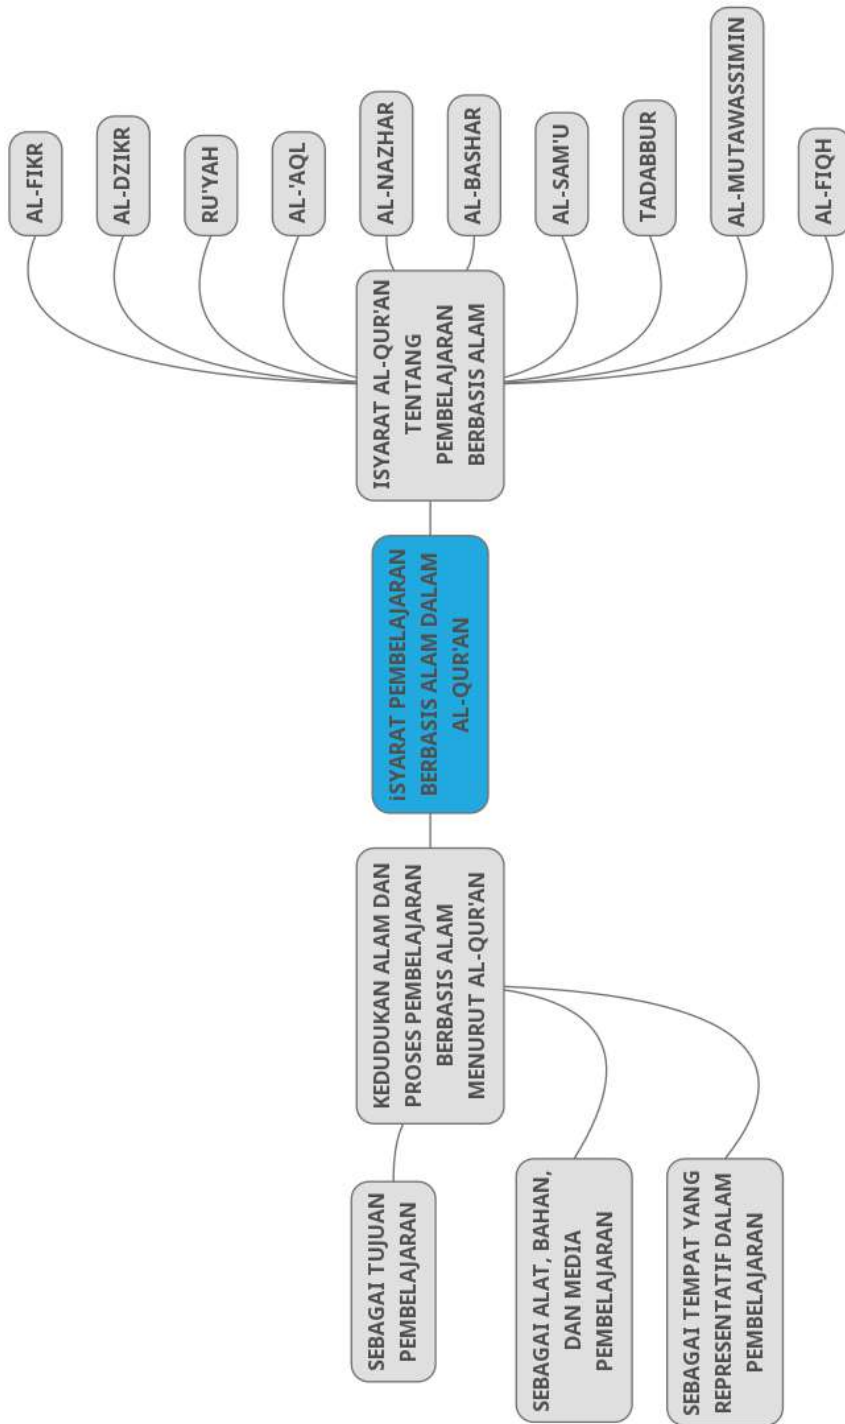 iSYARAT PEMBELAJARAN
BERBASIS ALAM DALAM
AL-QUR'AN
KEDUDUKAN ALAM DAN
PROSES PEMBELAJARAN
BERBASIS ALAM
MENURUT AL-QUR'AN
SEBAGAI TUJUAN
PEMBELAJARAN
SEBAGAI ALAT, BAHAN,
DAN MEDIA
PEMBELAJARAN
SEBAGAI TEMPAT YANG
REPRESENTATIF DALAM
PEMBELAJARAN
ISYARAT AL-QUR'AN
TENTANG
PEMBELAJARAN
BERBASIS ALAM
AL-FIKR
AL-DZIKR
RU'YAH
AL-'AQL
AL-NAZHAR
AL-BASHAR
AL-SAM'U
TADABBUR
AL-MUTAWASSIMIN
AL-FIQH